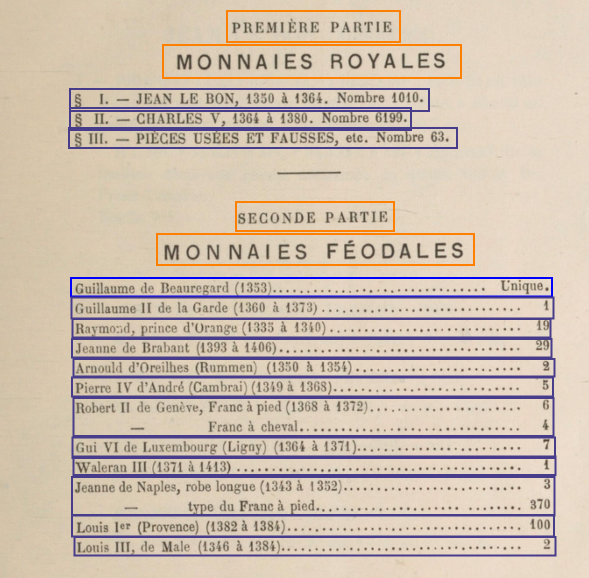 PREMIÈRE PARTIE
MONNAIES ROYALES
§ I. — JEAN LE BON, 1350 à 1364. Nombre 1010.
§ II. — CHARLES V, 1364 à 1380. Nombre 6199.
§ III. — PIÈCES USÉES ET FAUSSES, etc. Nombre 63.
SECONDE PARTIE
MONNAIES FÉODALES
Guillaume de Beauregard (1353)................................ Unique.
Guillaume II de la Garde (1360 à 1373) .............................. 1
Raymond, prince d'Orange (1335 à 1340)............................. 19
Jeanne de Brabant (1393 à 1406)..................................... 29
Arnould d'Oreilhes (Rummen) (1350 à 1354)......................... 2
Pierre IV d'André (Cambrai) (1349 à 1368)............................ 5
Robert II de Genève, Franc à pied (1368 à 1372)....................... 6
— Franc à cheval.................................. 4
Gui VI de Luxembourg (Ligny) (1364 à 1371)......................... 7
Waleran III (1371 à 1413) ........................................... 1
Jeanne de Naples, robe longue (1343 à 1352)........................... 3
— type du Franc à pied............................... 370
Louis Ier (Provence) (1382 à 1384).................................... 100
Louis III, de Male (1346 à 1384)..................................... 2